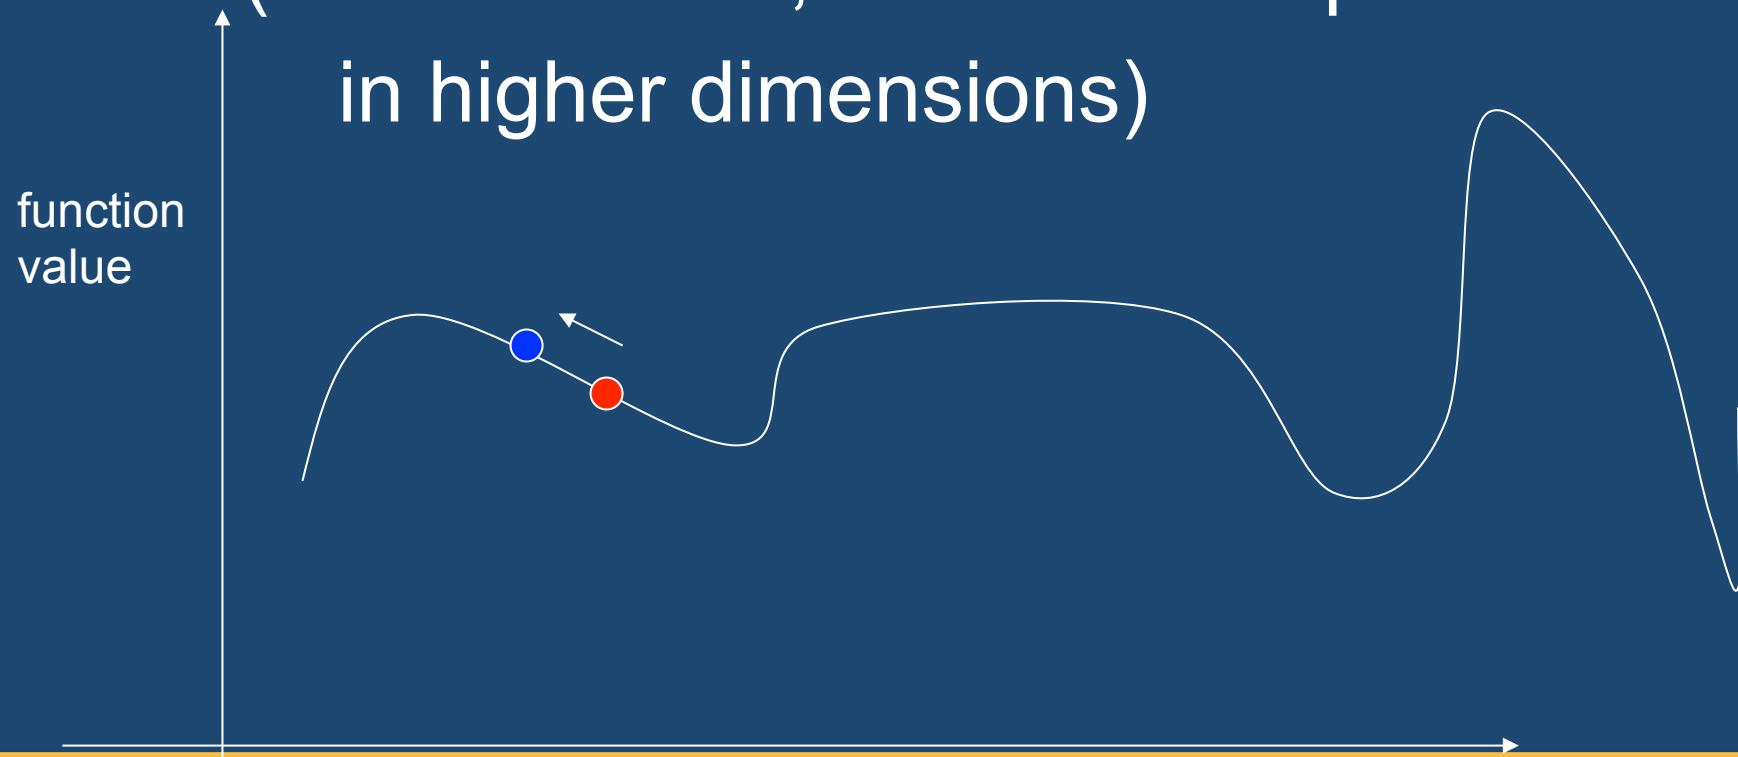 in higher dimensions)
function
value